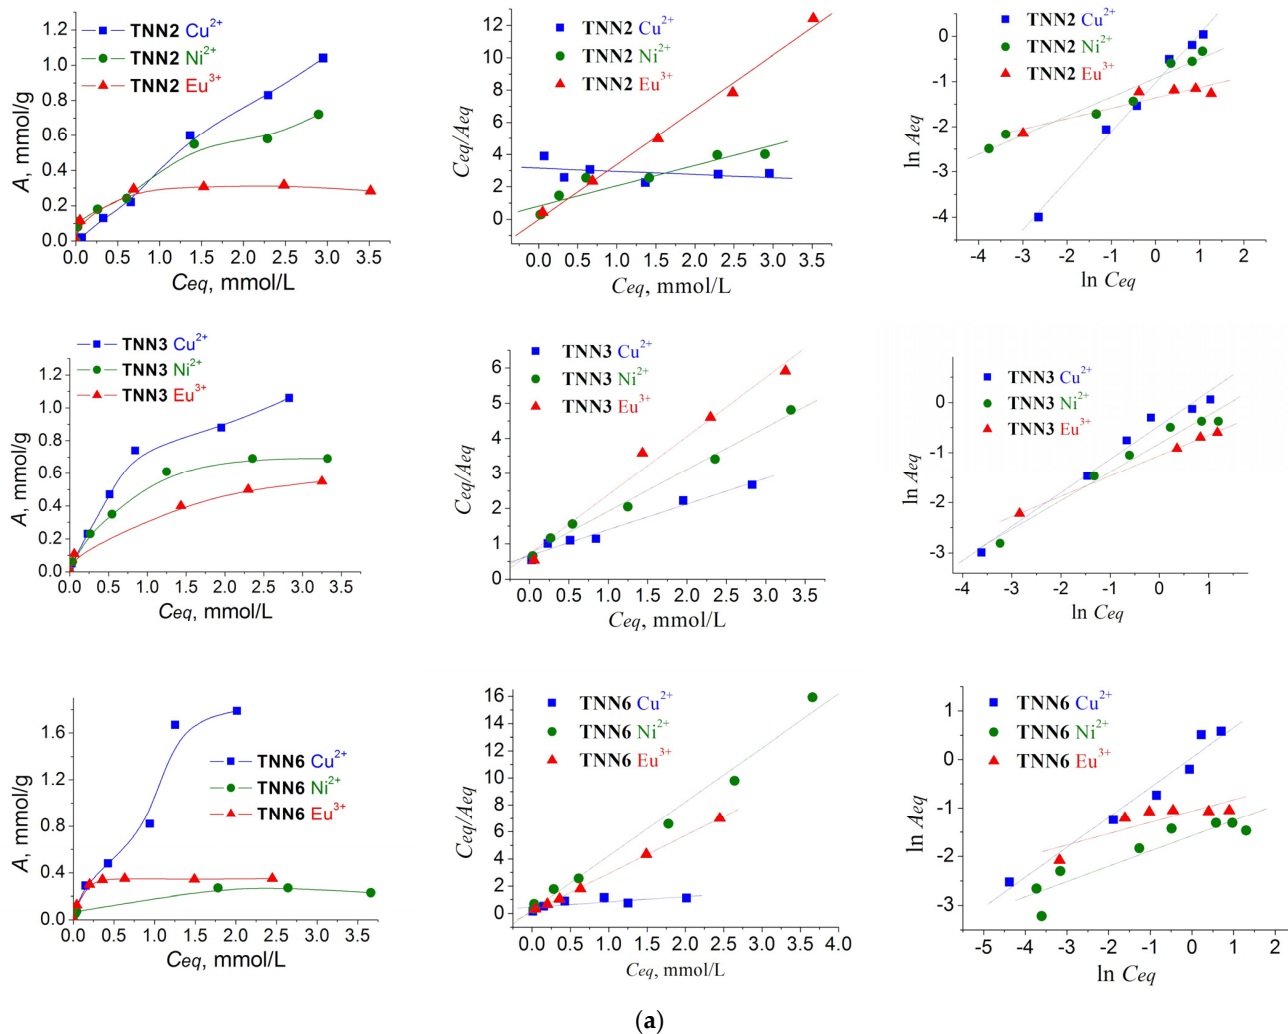 TNN2 Cu²⁺
TNN2 Ni²⁺
TNN2 Eu³⁺
A, mmol/g
1.2
1.0
0.8
0.6
0.4
0.2
0.0
0.0 0.5 1.0 1.5 2.0 2.5 3.0 3.5
Ceq, mmol/L
TNN2 Cu²⁺
TNN2 Ni²⁺
TNN2 Eu³⁺
Ceq/Aeq
12
10
8
6
4
2
0
0.0 0.5 1.0 1.5 2.0 2.5 3.0 3.5
Ceq, mmol/L
TNN2 Cu²⁺
TNN2 Ni²⁺
TNN2 Eu³⁺
ln Aeq
0
-1
-2
-3
-4
-4 -3 -2 -1 0 1 2
ln Ceq
TNN3 Cu²⁺
TNN3 Ni²⁺
TNN3 Eu³⁺
A, mmol/g
1.2
1.0
0.8
0.6
0.4
0.2
0.0
0.0 0.5 1.0 1.5 2.0 2.5 3.0 3.5
Ceq, mmol/L
TNN3 Cu²⁺
TNN3 Ni²⁺
TNN3 Eu³⁺
Ceq/Aeq
6
5
4
3
2
1
0
0.0 0.5 1.0 1.5 2.0 2.5 3.0 3.5
Ceq, mmol/L
TNN3 Cu²⁺
TNN3 Ni²⁺
TNN3 Eu³⁺
ln Aeq
0
-1
-2
-3
-4 -3 -2 -1 0 1
ln Ceq
TNN6 Cu²⁺
TNN6 Ni²⁺
TNN6 Eu³⁺
A, mmol/g
1.6
1.2
0.8
0.4
0.0
0.0 0.5 1.0 1.5 2.0 2.5 3.0 3.5
Ceq, mmol/L
TNN6 Cu²⁺
TNN6 Ni²⁺
TNN6 Eu³⁺
Ceq/Aeq
16
14
12
10
8
6
4
2
0
0.0 0.5 1.0 1.5 2.0 2.5 3.0 3.5 4.0
Ceq, mmol/L
TNN6 Cu²⁺
TNN6 Ni²⁺
TNN6 Eu³⁺
ln Aeq
1
0
-1
-2
-3
-5 -4 -3 -2 -1 0 1 2
ln Ceq
(a)